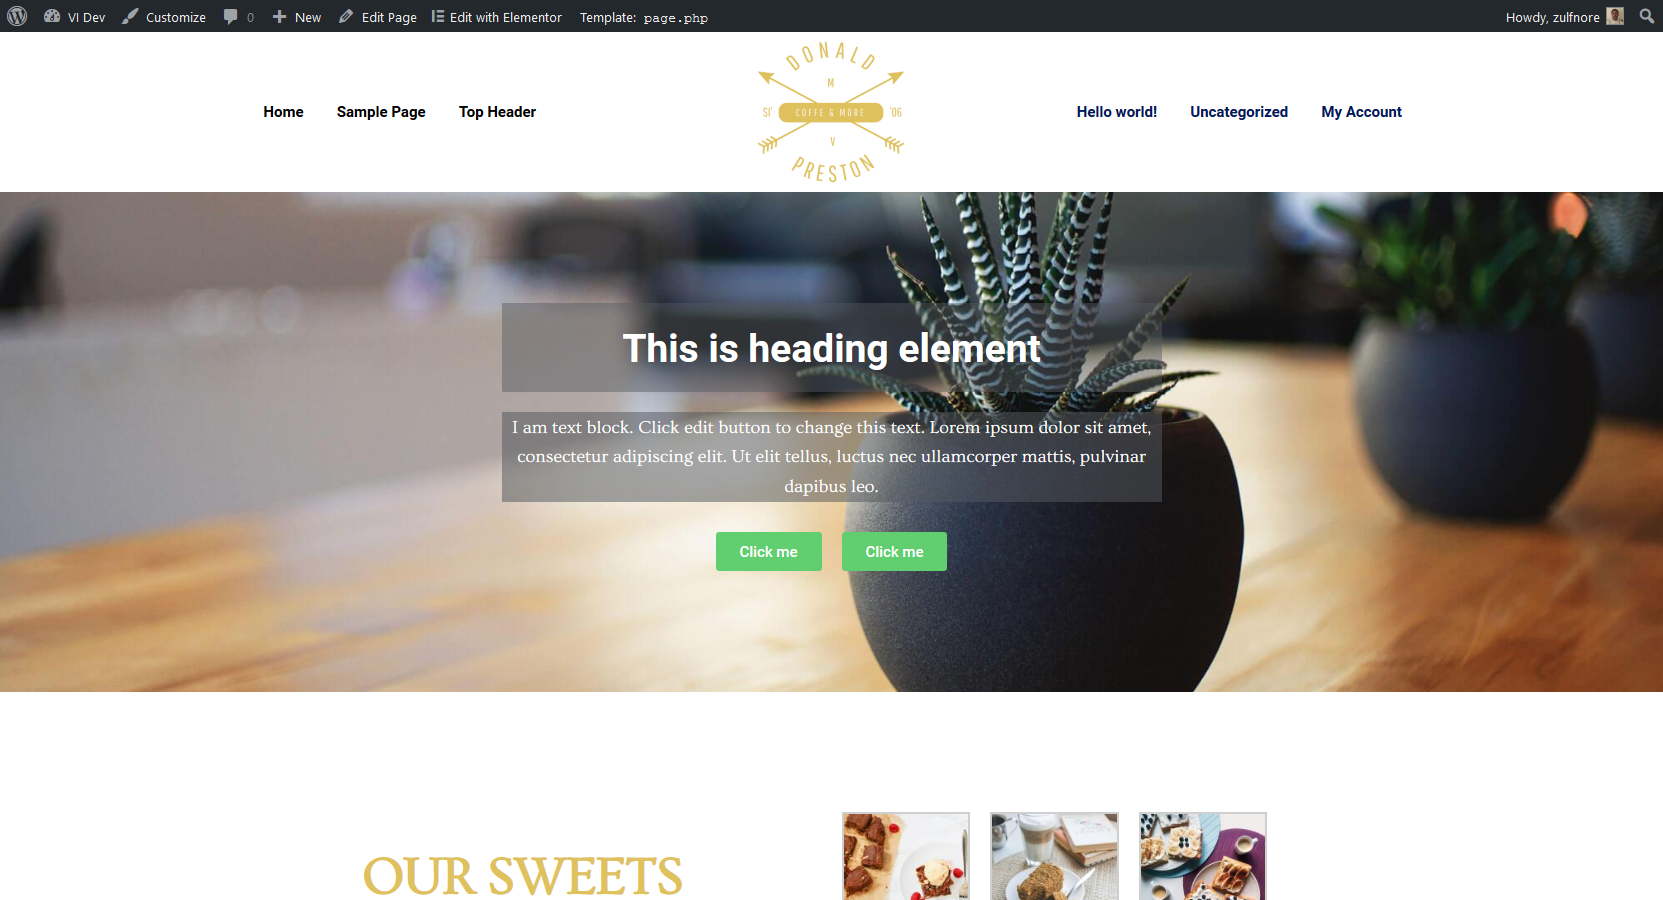 VI Dev Customize 0 New Edit Page Edit with Elementor Template: page.php Howdy, zulfnore
DONALD
M
Home Sample Page Top Header SI' COFFE & MORE '06 Hello world! Uncategorized My Account
V
PRESTON
This is heading element
I am text block. Click edit button to change this text. Lorem ipsum dolor sit amet,
consectetur adipiscing elit. Ut elit tellus, luctus nec ullamcorper mattis, pulvinar
dapibus leo.
Click me Click me
OUR SWEETS